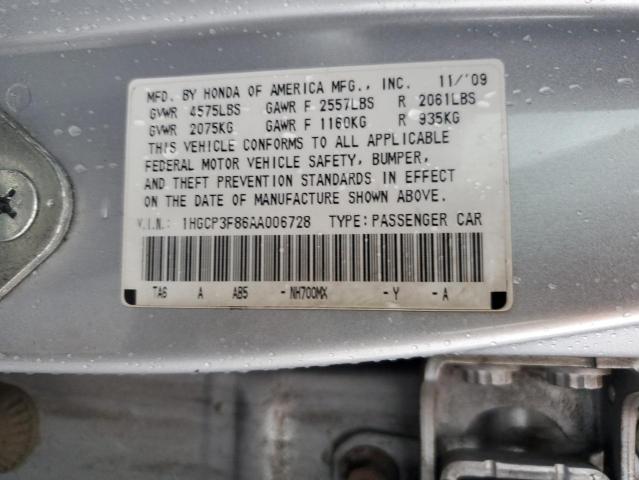 MFD. BY HONDA OF AMERICA MFG., INC. 11/'09
GVWR 4575LBS GAWR F 2557LBS R 2061LBS
GVWR 2075KG GAWR F 1160KG R 935KG
THIS VEHICLE CONFORMS TO ALL APPLICABLE
FEDERAL MOTOR VEHICLE SAFETY, BUMPER,
AND THEFT PREVENTION STANDARDS IN EFFECT
ON THE DATE OF MANUFACTURE SHOWN ABOVE.
V.I.N.: 1HGCP3F86AA006728 TYPE: PASSENGER CAR
TA6 A AB5 - NH700MX - Y - A